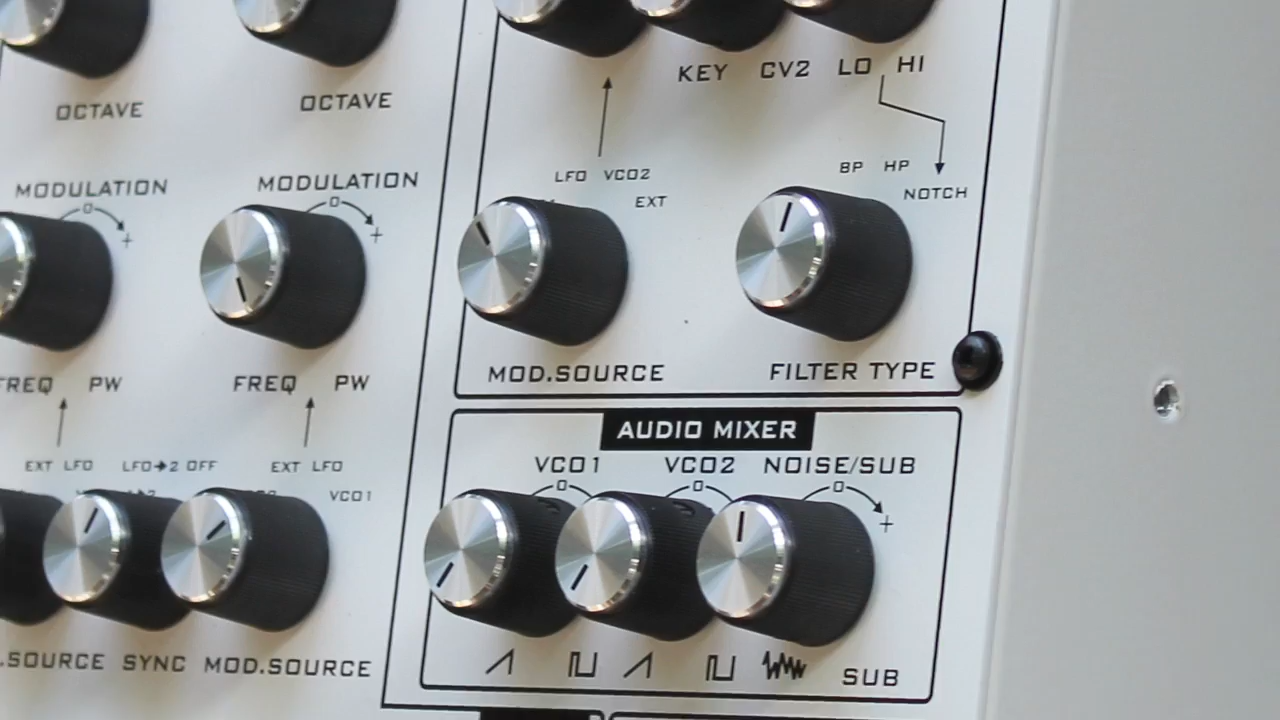 OCTAVE OCTAVE
KEY CV2 LO HI
MODULATION MODULATION
0 0
+ +
LFO VCO2
EXT
BP HP
NOTCH
FREQ PW FREQ PW
MOD.SOURCE
FILTER TYPE
AUDIO MIXER
VCO1 VCO2 NOISE/SUB
0 0 0
+
EXT LFO LFO→2 OFF EXT LFO
VCO1
.SOURCE SYNC MOD.SOURCE
SUB